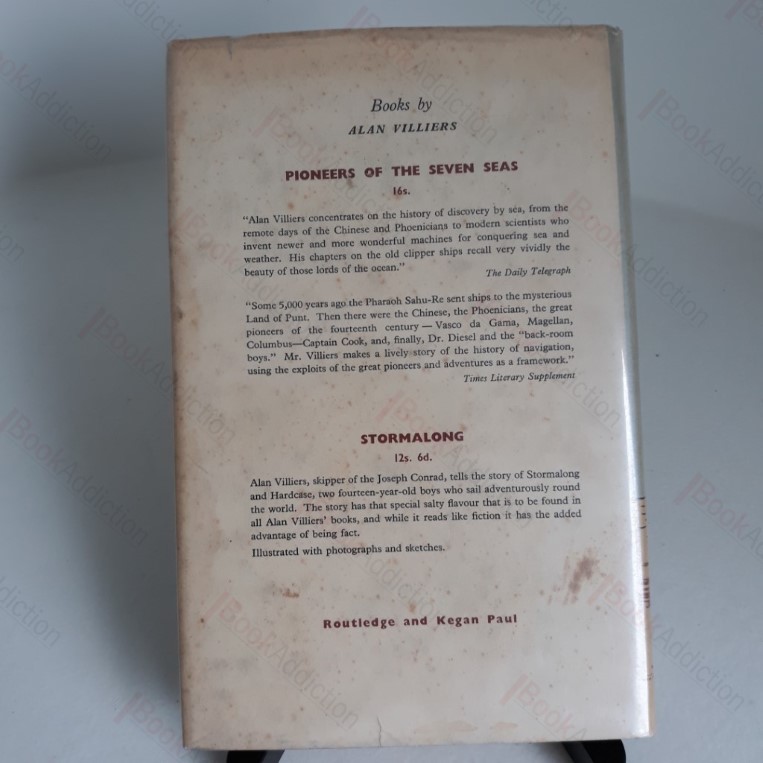 Books by
ALAN VILLIERS
PIONEERS OF THE SEVEN SEAS
16s.
"Alan Villiers concentrates on the history of discovery by sea, from the
remote days of the Chinese and Phoenicians to modern scientists who
invent newer and more wonderful machines for conquering sea and
weather. His chapters on the old clipper ships recall very vividly the
beauty of those lords of the ocean."
The Daily Telegraph
"Some 5,000 years ago the Pharaoh Sahu-Re sent ships to the mysterious
Land of Punt. Then there were the Chinese, the Phoenicians, the great
pioneers of the fourteenth century — Vasco da Gama, Magellan,
Columbus—Captain Cook, and, finally, Dr. Diesel and the "back-room
boys." Mr. Villiers makes a lively story of the history of navigation,
using the exploits of the great pioneers and adventures as a framework."
Times Literary Supplement
STORMALONG
12s. 6d.
Alan Villiers, skipper of the Joseph Conrad, tells the story of Stormalong
and Hardcase, two fourteen-year-old boys who sail adventurously round
the world. The story has that special salty flavour that is to be found in
all Alan Villiers' books, and while it reads like fiction it has the added
advantage of being fact.
Illustrated with photographs and sketches.
Routledge and Kegan Paul
BookAddiction